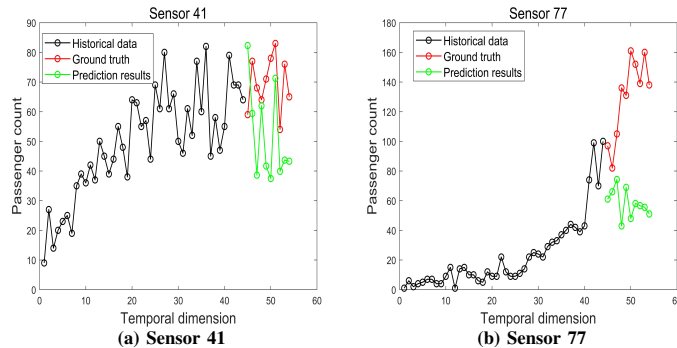 Sensor 41
90
80
70
60
50
40
30
20
10
0
Passenger count
Historical data
Ground truth
Prediction results
0 10 20 30 40 50 60
Temporal dimension
(a) Sensor 41
Sensor 77
180
160
140
120
100
80
60
40
20
0
Passenger count
Historical data
Ground truth
Prediction results
0 10 20 30 40 50 60
Temporal dimension
(b) Sensor 77